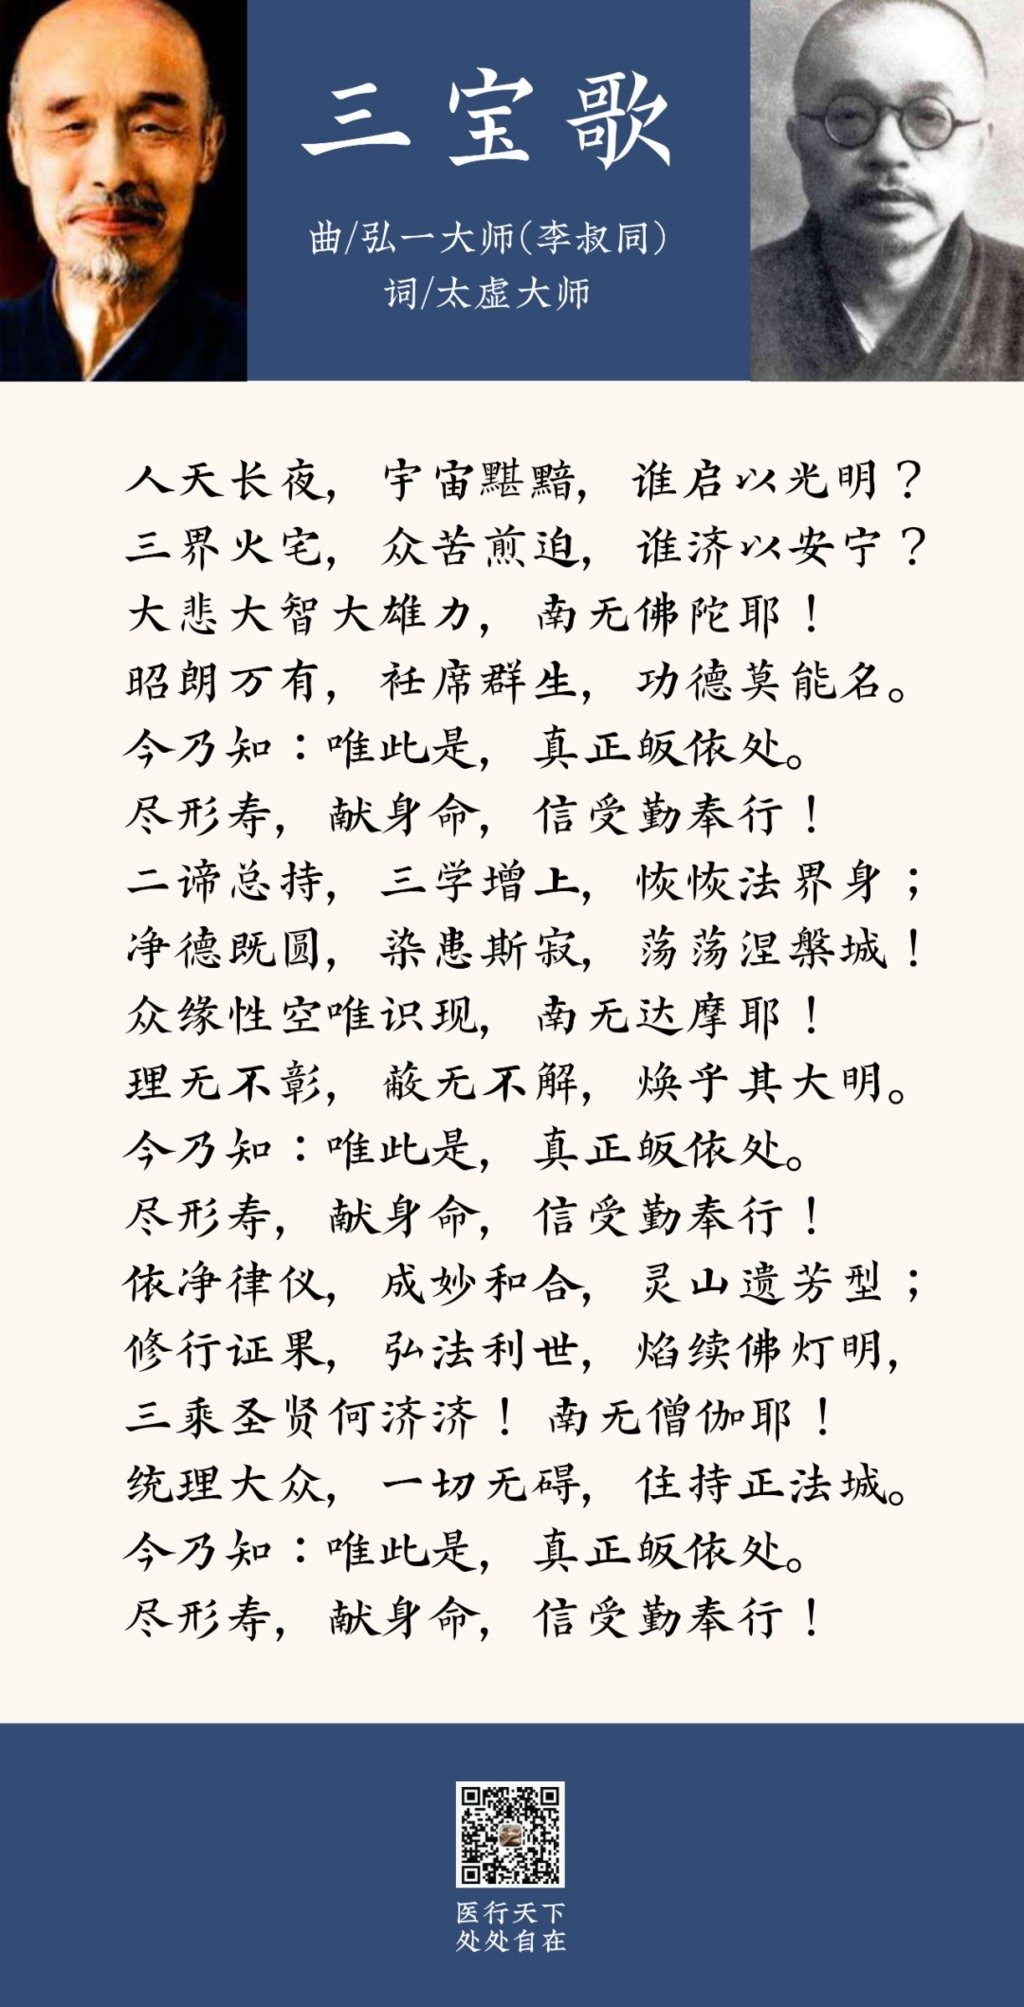 三宝歌
曲/弘一大师(李叔同)
词/太虚大师
人天长夜，宇宙黮黯，谁启以光明？
三界火宅，众苦煎迫，谁济以安宁？
大悲大智大雄力，南无佛陀耶！
昭朗万有，衽席群生，功德莫能名。
今乃知：唯此是，真正皈依处。
尽形寿，献身命，信受勤奉行！
二谛总持，三学增上，恢恢法界身；
净德既圆，染患斯寂，荡荡涅槃城！
众缘性空唯识现，南无达摩耶！
理无不彰，蔽无不解，焕乎其大明。
今乃知：唯此是，真正皈依处。
尽形寿，献身命，信受勤奉行！
依净律仪，成妙和合，灵山遗芳型；
修行证果，弘法利世，焰续佛灯明，
三乘圣贤何济济！南无僧伽耶！
统理大众，一切无碍，住持正法城。
今乃知：唯此是，真正皈依处。
尽形寿，献身命，信受勤奉行！
医行天下
处处自在